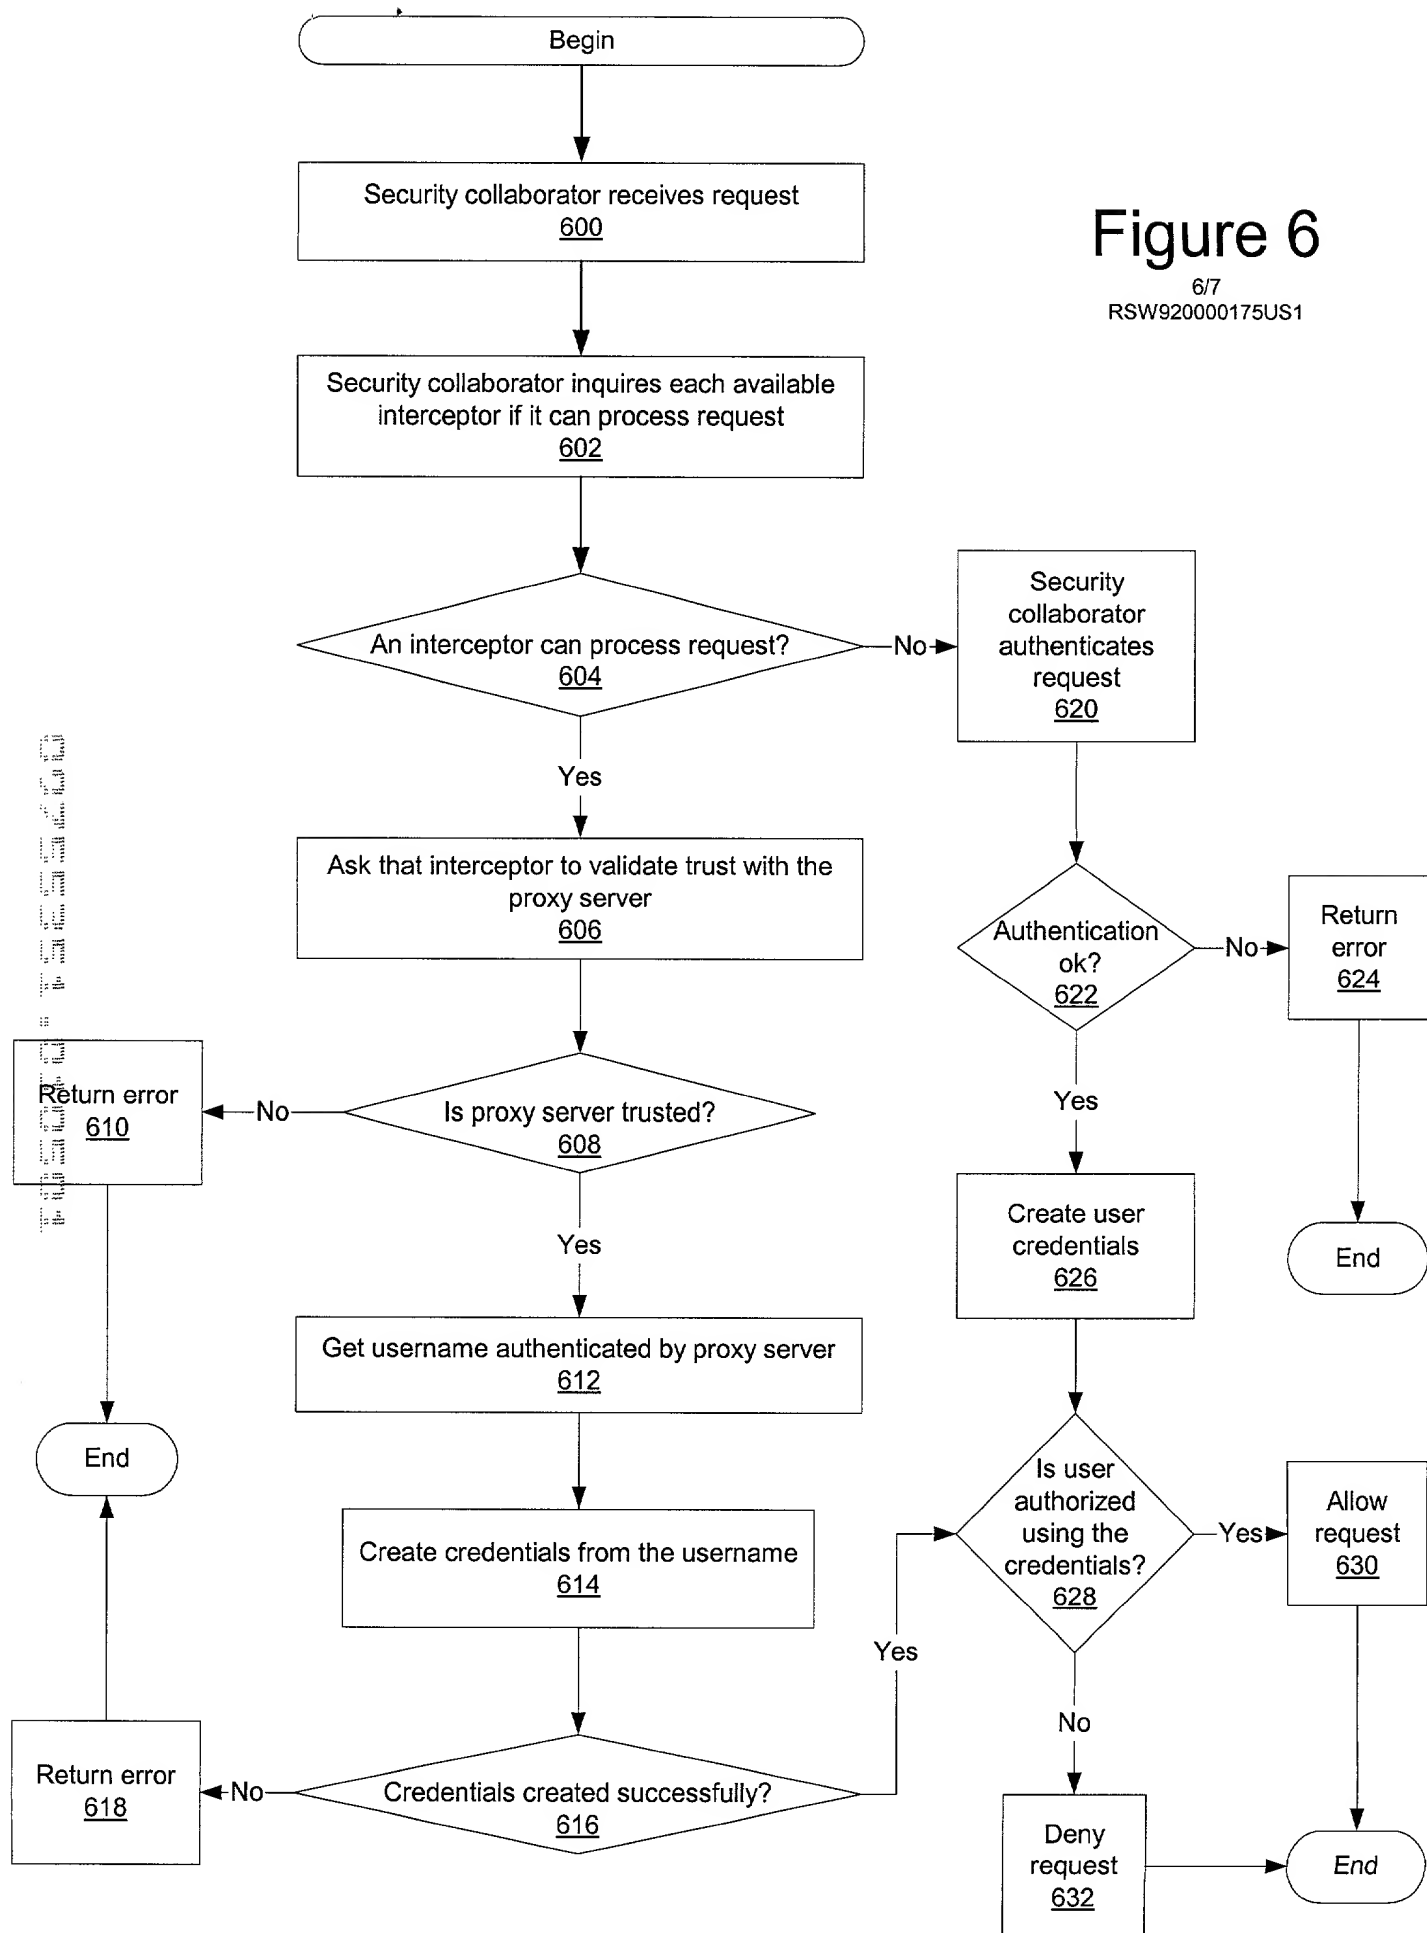 Begin
Security collaborator receives request
600
Figure 6
6/7
RSW920000175US1
Security collaborator inquires each available
interceptor if it can process request
602
An interceptor can process request?
604
No
Security
collaborator
authenticates
request
620
Yes
Ask that interceptor to validate trust with the
proxy server
606
Authentication
ok?
622
No
Return
error
624
Yes
End
Is proxy server trusted?
608
No
Return error
610
End
Yes
Create user
credentials
626
Get username authenticated by proxy server
612
Create credentials from the username
614
Is user
authorized
using the
credentials?
628
Yes
Allow
request
630
Credentials created successfully?
616
No
Return error
618
Yes
No
Deny
request
632
End